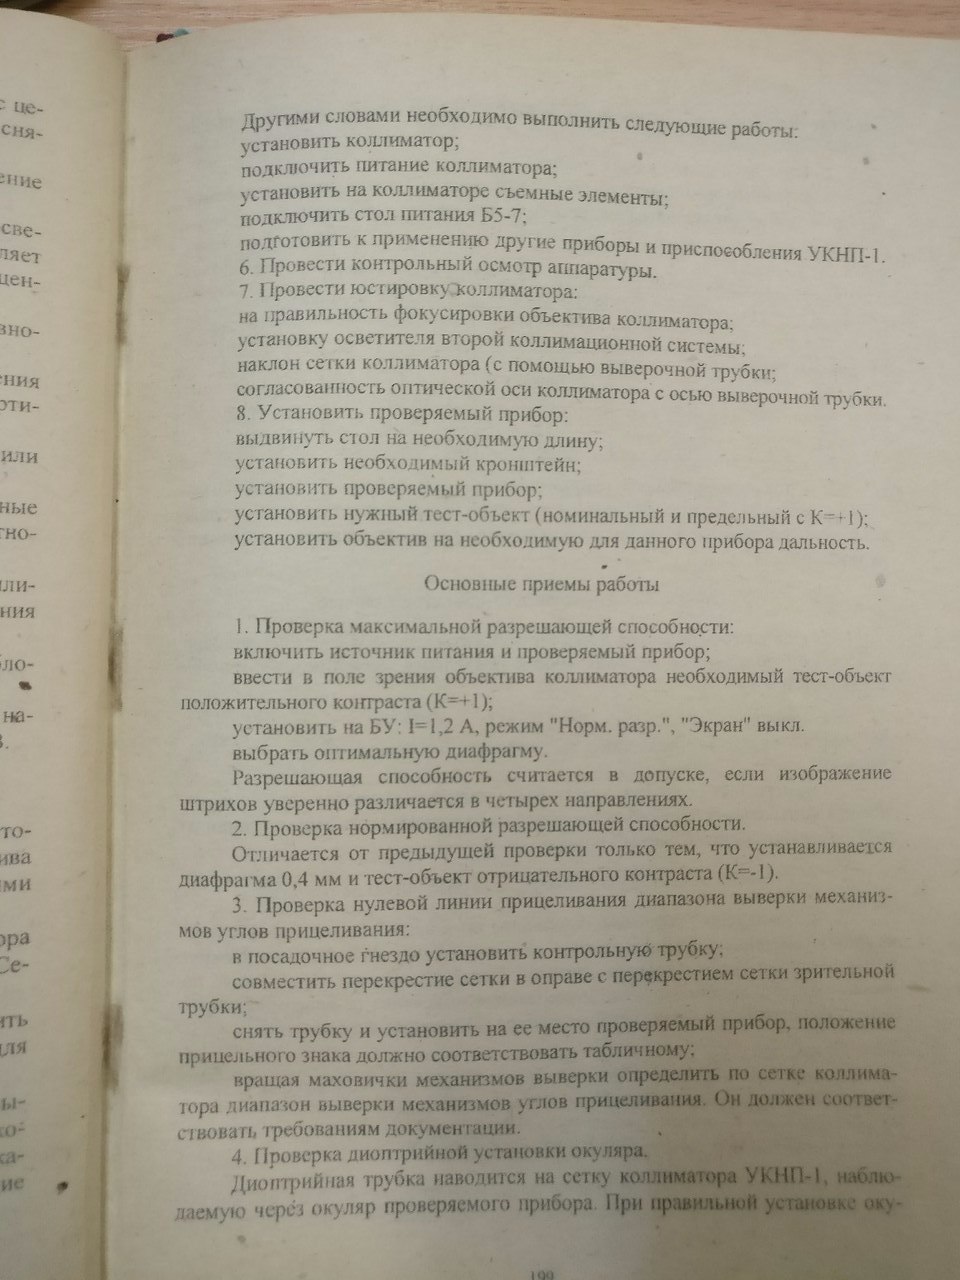 с це-
сня-
ение
осве-
ляет
цен-
вно-
ения
оти-
или
ные
тно-
или-
ния
бло-
на-
В.
то-
ива
ими
ора
Се-
ить
для
вы-
ко-
ка-
ие
Другими словами необходимо выполнить следующие работы:
установить коллиматор;
подключить питание коллиматора;
установить на коллиматоре съемные элементы;
подключить стол питания Б5-7;
подготовить к применению другие приборы и приспособления УКНП-1.
6. Провести контрольный осмотр аппаратуры.
7. Провести юстировку коллиматора:
на правильность фокусировки объектива коллиматора;
установку осветителя второй коллимационной системы;
наклон сетки коллиматора (с помощью выверочной трубки;
согласованность оптической оси коллиматора с осью выверочной трубки.
8. Установить проверяемый прибор:
выдвинуть стол на необходимую длину;
установить необходимый кронштейн;
установить проверяемый прибор;
установить нужный тест-объект (номинальный и предельный с К=+1);
установить объектив на необходимую для данного прибора дальность.
Основные приемы работы
1. Проверка максимальной разрешающей способности:
включить источник питания и проверяемый прибор;
ввести в поле зрения объектива коллиматора необходимый тест-объект
положительного контраста (К=+1);
установить на БУ: I=1,2 А, режим "Норм. разр.", "Экран" выкл.
выбрать оптимальную диафрагму.
Разрешающая способность считается в допуске, если изображение
штрихов уверенно различается в четырех направлениях.
2. Проверка нормированной разрешающей способности.
Отличается от предыдущей проверки только тем, что устанавливается
диафрагма 0,4 мм и тест-объект отрицательного контраста (К=-1).
3. Проверка нулевой линии прицеливания диапазона выверки механиз-
мов углов прицеливания:
в посадочное гнездо установить контрольную трубку;
совместить перекрестие сетки в оправе с перекрестием сетки зрительной
трубки;
снять трубку и установить на ее место проверяемый прибор, положение
прицельного знака должно соответствовать табличному;
вращая маховички механизмов выверки определить по сетке коллима-
тора диапазон выверки механизмов углов прицеливания. Он должен соответ-
ствовать требованиям документации.
4. Проверка диоптрийной установки окуляра.
Диоптрийная трубка наводится на сетку коллиматора УКНП-1, наблю-
даемую через окуляр проверяемого прибора. При правильной установке оку-
199